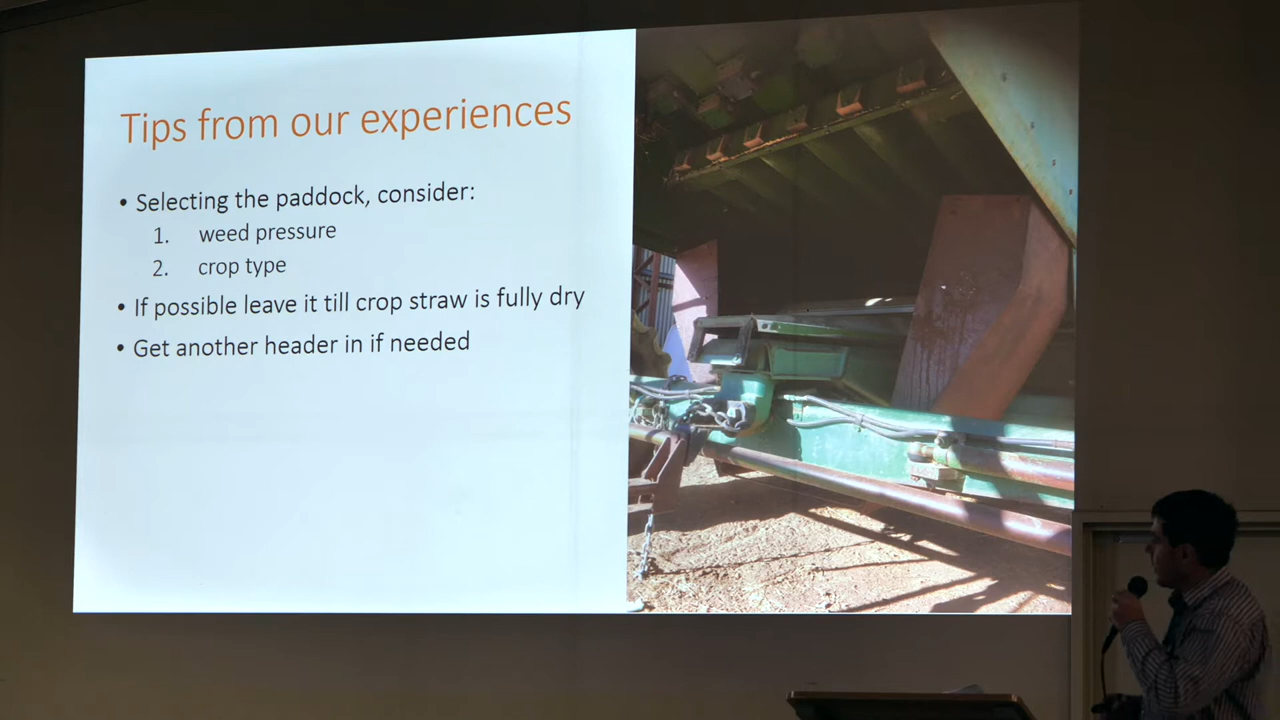 Tips from our experiences
• Selecting the paddock, consider:
1. weed pressure
2. crop type
• If possible leave it till crop straw is fully dry
• Get another header in if needed